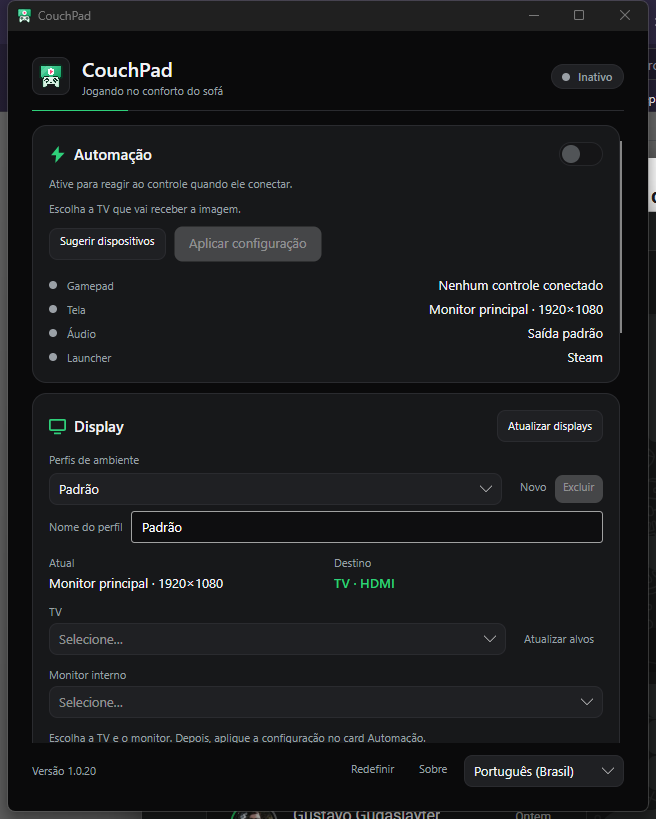 CouchPad
CouchPad
Jogando no conforto do sofá
Inativo
Automação
Ative para reagir ao controle quando ele conectar.
Escolha a TV que vai receber a imagem.
Sugerir dispositivos
Aplicar configuração
Gamepad
Nenhum controle conectado
Tela
Monitor principal · 1920×1080
Áudio
Saída padrão
Launcher
Steam
Display
Atualizar displays
Perfis de ambiente
Padrão
Novo
Excluir
Nome do perfil
Padrão
Atual
Destino
Monitor principal · 1920×1080
TV · HDMI
TV
Selecione...
Atualizar alvos
Monitor interno
Selecione...
Escolha a TV e o monitor. Depois, aplique a configuração no card Automação.
Versão 1.0.20
Redefinir
Sobre
Português (Brasil)
Gustavo Gudaslayfer
Ontem